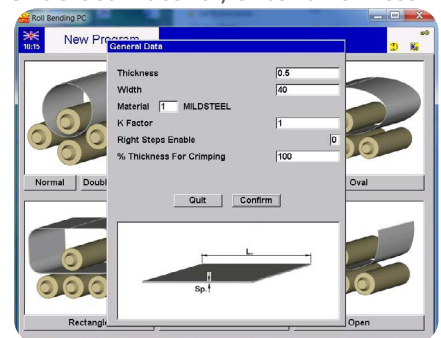 Roll Bending PC
10:15 New Program
General Data
Thickness 0.5
Width 40
Material 1 MILDSTEEL
K Factor 1
Right Steps Enable 0
% Thickness For Crimping 100
Quit Confirm
Normal Doubl Oval
L.
Sp.
Rectangl Open